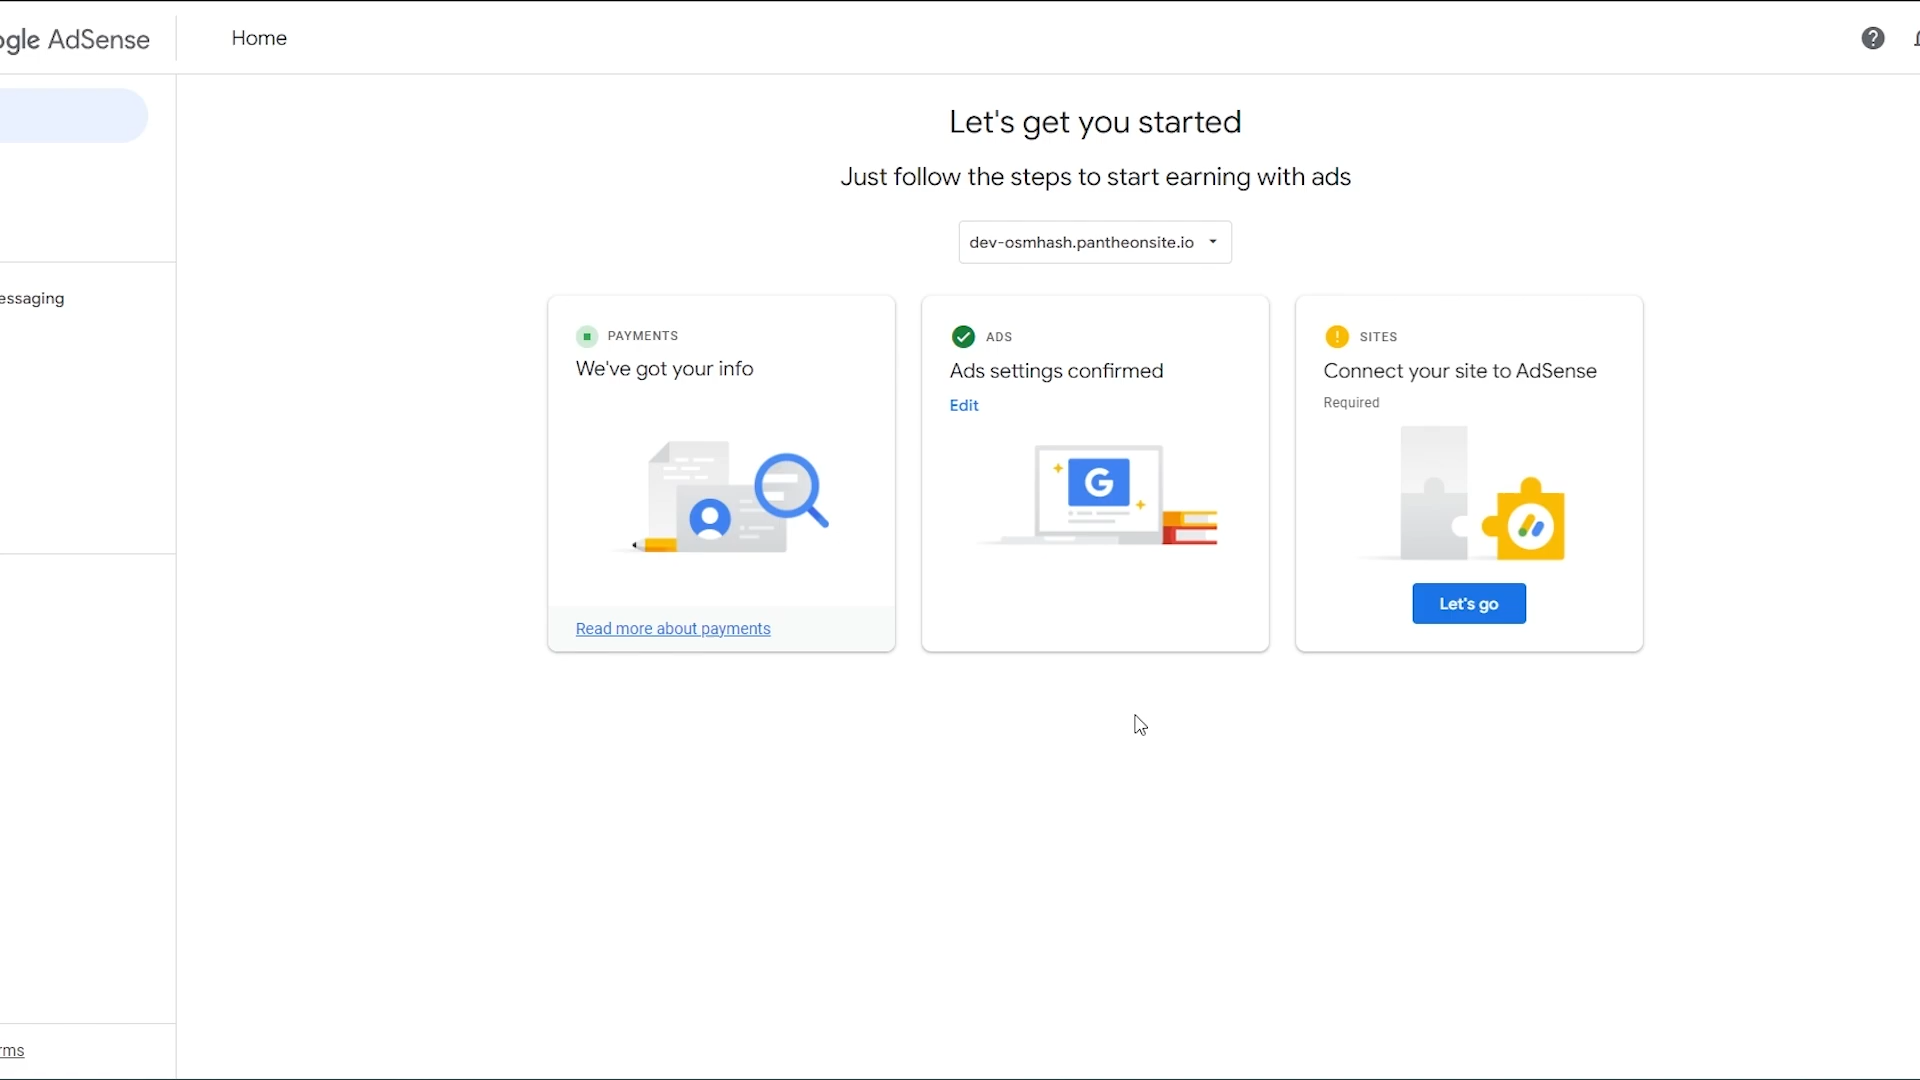 ogle AdSense
Home
Let's get you started
Just follow the steps to start earning with ads
dev-osmhash.pantheonsite.io
essaging
PAYMENTS
We've got your info
Read more about payments
ADS
Ads settings confirmed
Edit
G
SITES
Connect your site to AdSense
Required
Let's go
rms